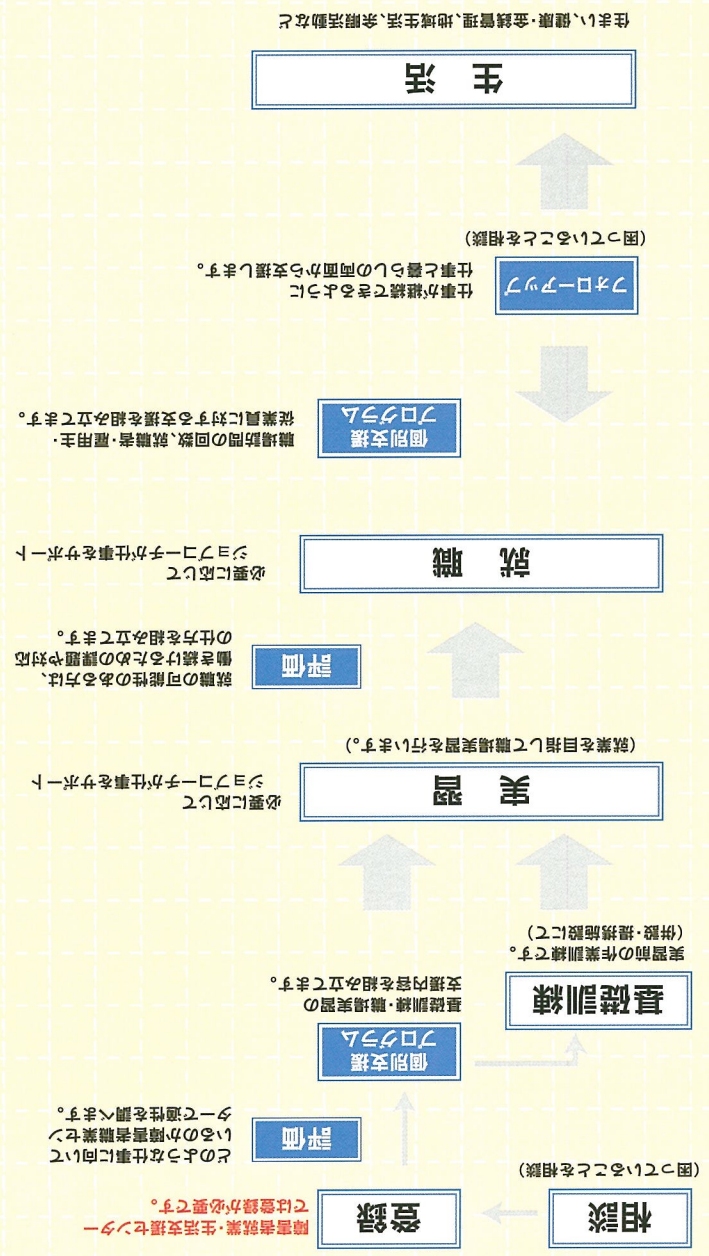 相談
(困っていることを相談)
登録
障害者就業・生活支援センター
では登録が必要です。
評価
どのような仕事に向いて
いるのか障害者職業セン
ターで適性を調べます。
個別支援
プログラム
基礎訓練・職場実習の
支援内容を組み立てます。
基礎訓練
実習前の作業訓練です。
(併設・提携施設にて)
実習
(就業を目指して職場実習を行います。)
必要に応じて
ジョブコーチが仕事をサポート
評価
就職の可能性のある方は、
働き続けるための課題や対応
の仕方を組み立てます。
就職
必要に応じて
ジョブコーチが仕事をサポート
個別支援
プログラム
職場訪問の回数、就職者・雇用主・
従業員に対する支援を組み立てます。
フォローアップ
(困っていることを相談)
仕事が継続できるように
仕事と暮らしの両面から支援します。
生活
住まい、健康・金銭管理、地域生活、余暇活動など